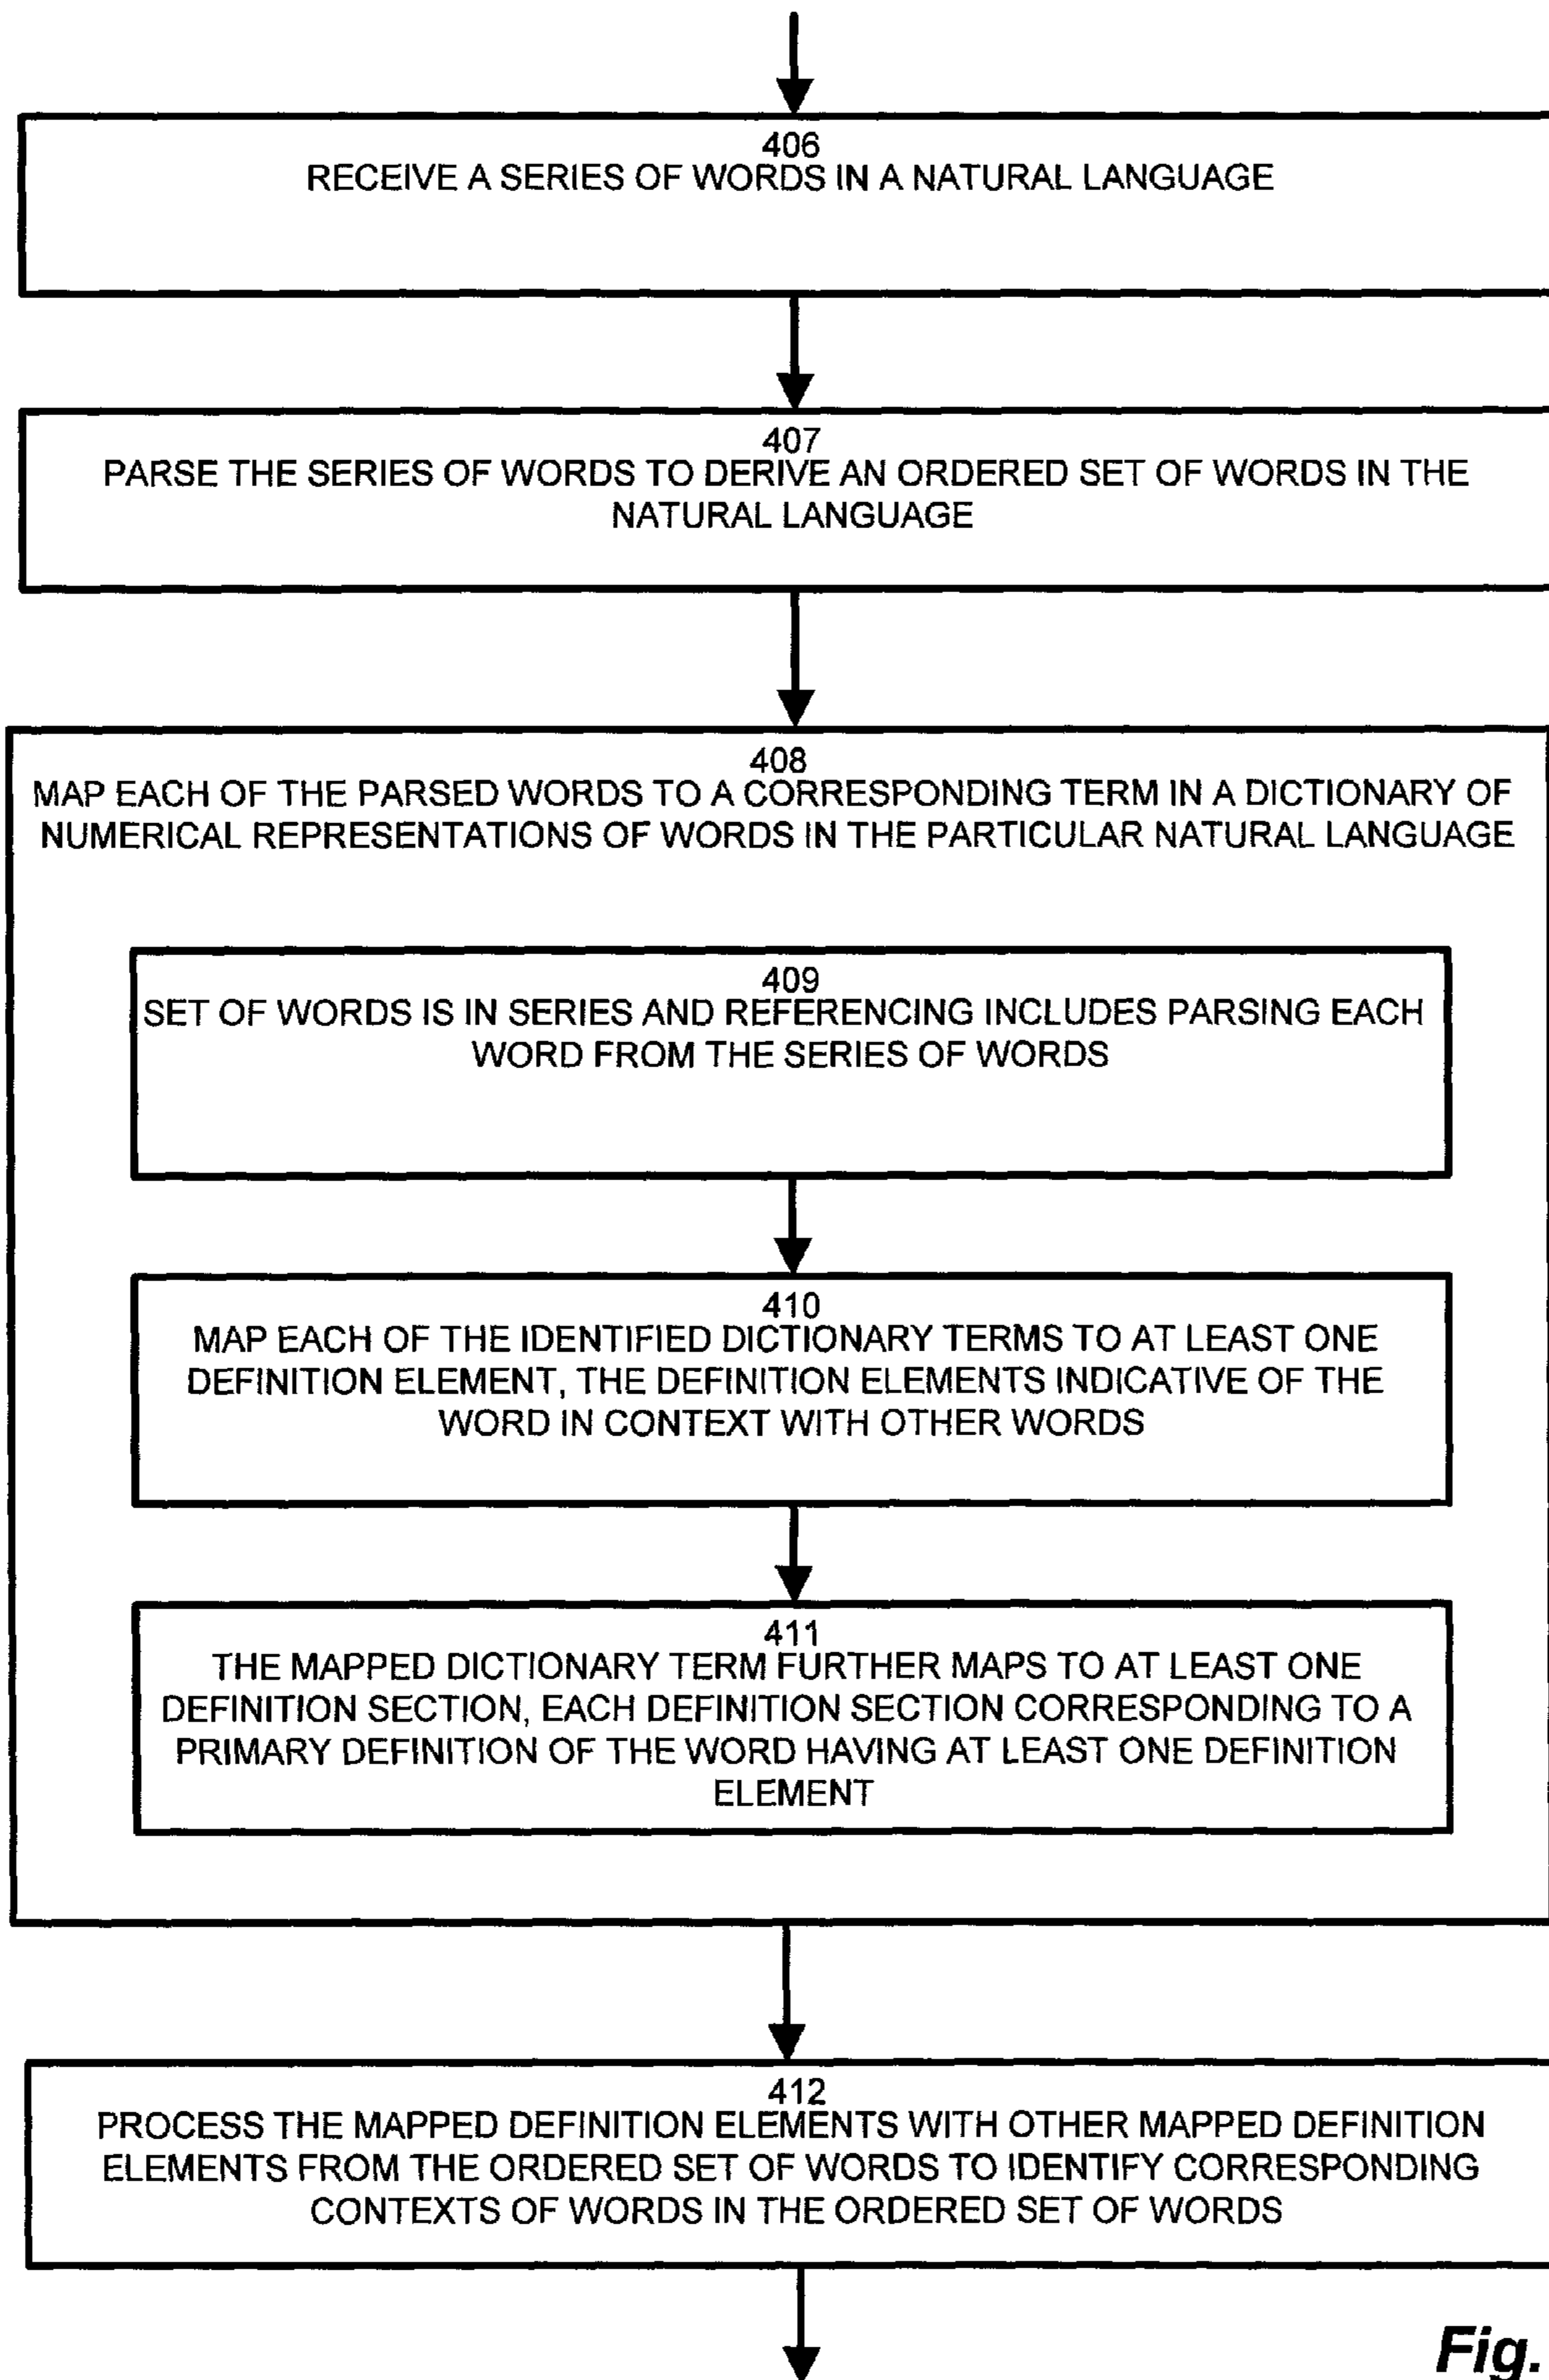 406
RECEIVE A SERIES OF WORDS IN A NATURAL LANGUAGE
407
PARSE THE SERIES OF WORDS TO DERIVE AN ORDERED SET OF WORDS IN THE
NATURAL LANGUAGE
408
MAP EACH OF THE PARSED WORDS TO A CORRESPONDING TERM IN A DICTIONARY OF
NUMERICAL REPRESENTATIONS OF WORDS IN THE PARTICULAR NATURAL LANGUAGE
409
SET OF WORDS IS IN SERIES AND REFERENCING INCLUDES PARSING EACH
WORD FROM THE SERIES OF WORDS
410
MAP EACH OF THE IDENTIFIED DICTIONARY TERMS TO AT LEAST ONE
DEFINITION ELEMENT, THE DEFINITION ELEMENTS INDICATIVE OF THE
WORD IN CONTEXT WITH OTHER WORDS
411
THE MAPPED DICTIONARY TERM FURTHER MAPS TO AT LEAST ONE
DEFINITION SECTION, EACH DEFINITION SECTION CORRESPONDING TO A
PRIMARY DEFINITION OF THE WORD HAVING AT LEAST ONE DEFINITION
ELEMENT
412
PROCESS THE MAPPED DEFINITION ELEMENTS WITH OTHER MAPPED DEFINITION
ELEMENTS FROM THE ORDERED SET OF WORDS TO IDENTIFY CORRESPONDING
CONTEXTS OF WORDS IN THE ORDERED SET OF WORDS
Fig.